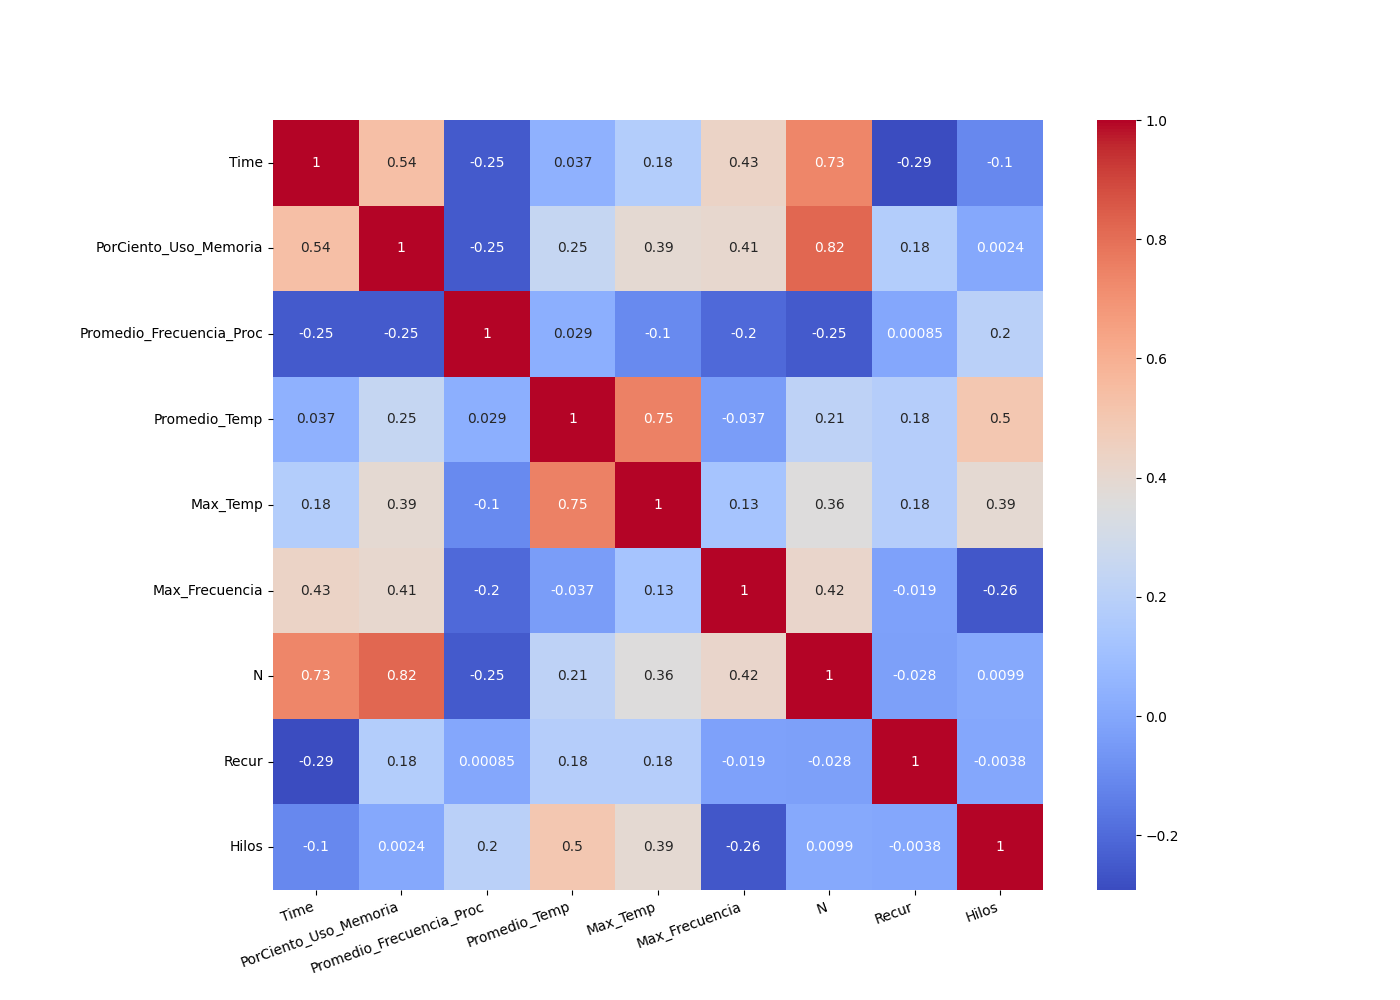 Time 1 0.54 -0.25 0.037 0.18 0.43 0.73 -0.29 -0.1
PorCiento_Uso_Memoria 0.54 1 -0.25 0.25 0.39 0.41 0.82 0.18 0.0024
Promedio_Frecuencia_Proc -0.25 -0.25 1 0.029 -0.1 -0.2 -0.25 0.00085 0.2
Promedio_Temp 0.037 0.25 0.029 1 0.75 -0.037 0.21 0.18 0.5
Max_Temp 0.18 0.39 -0.1 0.75 1 0.13 0.36 0.18 0.39
Max_Frecuencia 0.43 0.41 -0.2 -0.037 0.13 1 0.42 -0.019 -0.26
N 0.73 0.82 -0.25 0.21 0.36 0.42 1 -0.028 0.0099
Recur -0.29 0.18 0.00085 0.18 0.18 -0.019 -0.028 1 -0.0038
Hilos -0.1 0.0024 0.2 0.5 0.39 -0.26 0.0099 -0.0038 1
Time PorCiento_Uso_Memoria Promedio_Frecuencia_Proc Promedio_Temp Max_Temp Max_Frecuencia N Recur Hilos
1.0
0.8
0.6
0.4
0.2
0.0
−0.2